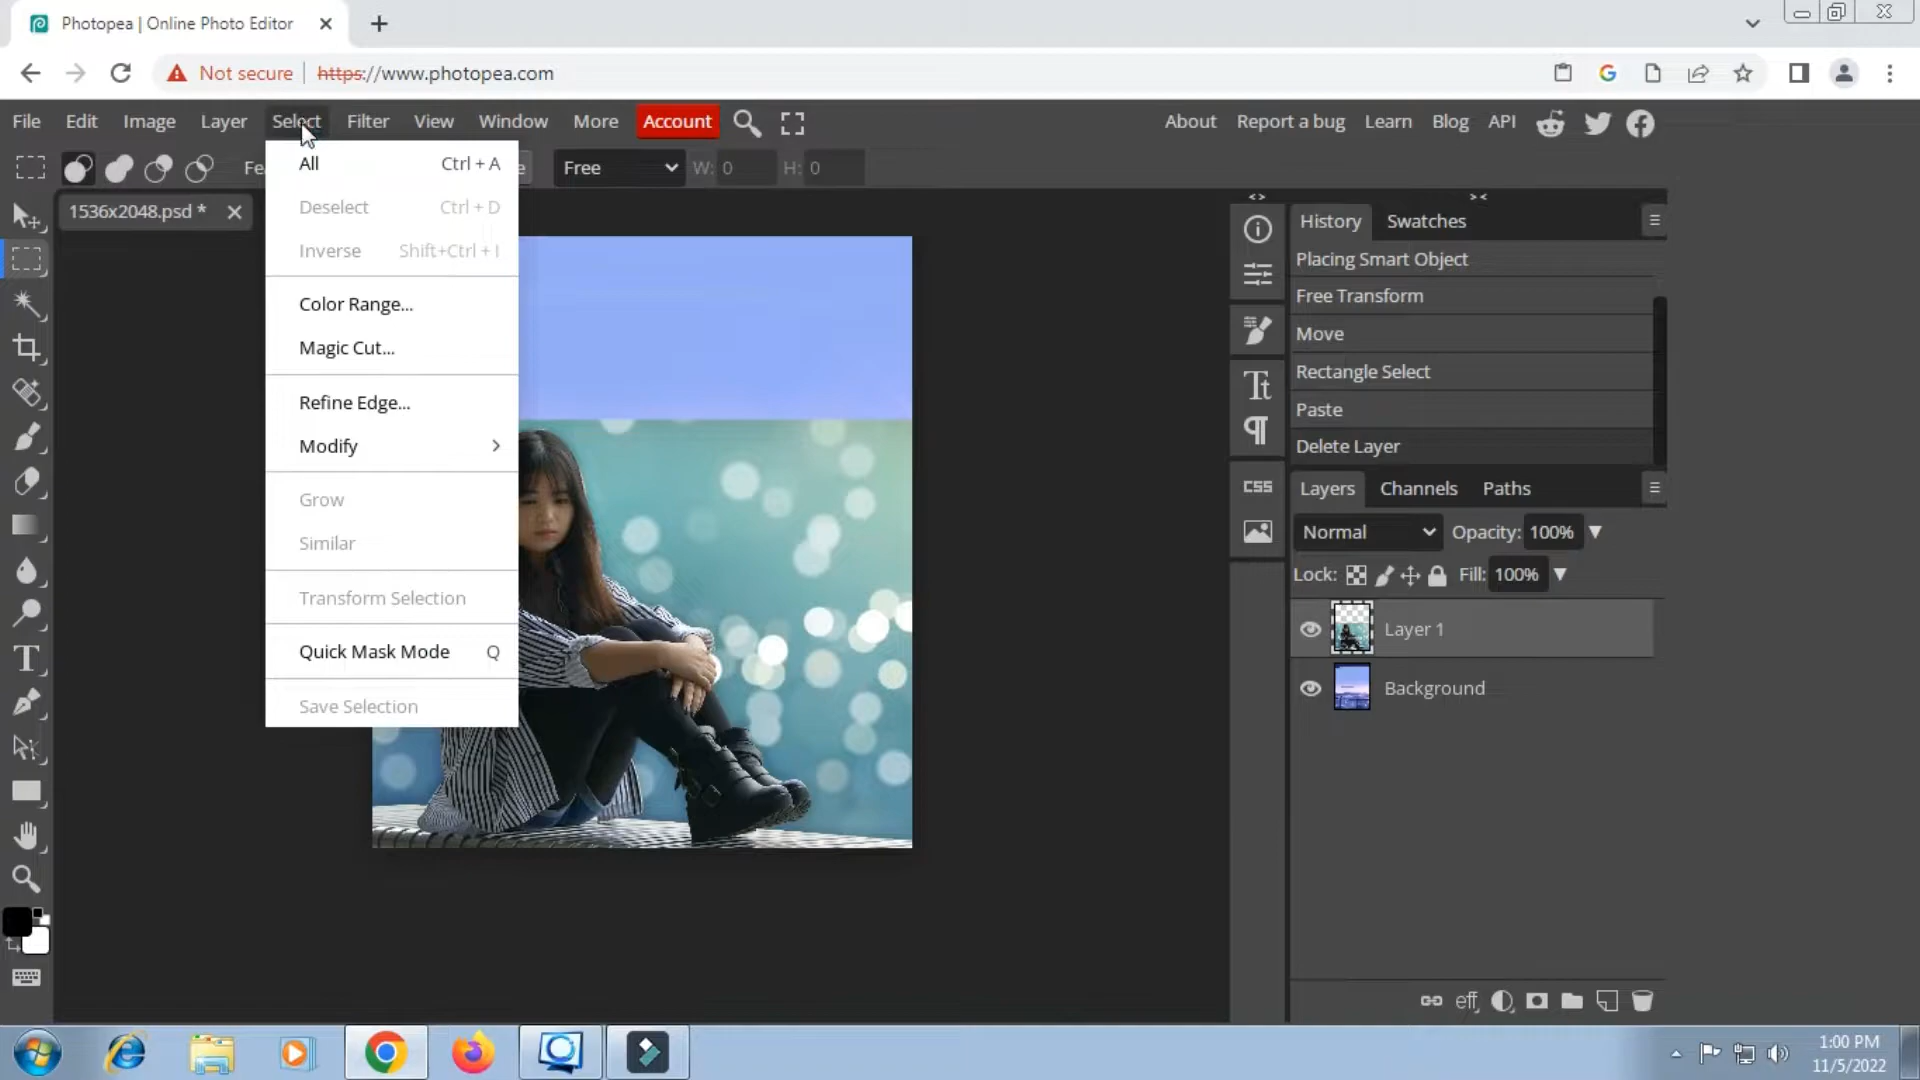 Photopea | Online Photo Editor
Not secure https://www.photopea.com
File Edit Image Layer Select Filter View Window More Account About Report a bug Learn Blog API
Free W: 0 H: 0
1536x2048.psd *
All Ctrl + A
Deselect Ctrl + D
Inverse Shift+Ctrl + I
Color Range...
Magic Cut...
Refine Edge...
Modify
Grow
Similar
Transform Selection
Quick Mask Mode Q
Save Selection
History Swatches
Placing Smart Object
Free Transform
Move
Rectangle Select
Paste
Delete Layer
CSS
Layers Channels Paths
Normal Opacity: 100%
Lock: Fill: 100%
Layer 1
Background
eff
1:00 PM
11/5/2022